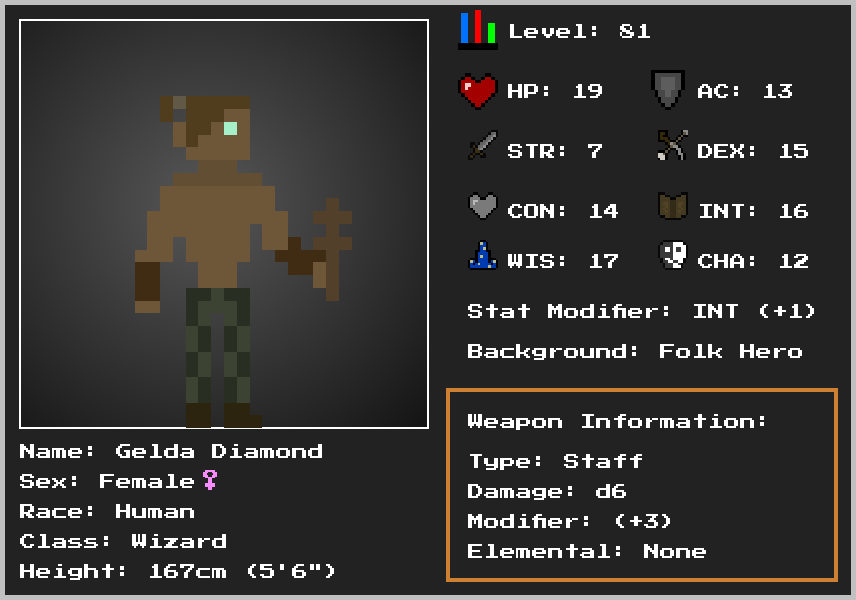 Level: 81
HP: 19
AC: 13
STR: 7
DEX: 15
CON: 14
INT: 16
WIS: 17
CHA: 12
Stat Modifier: INT (+1)
Background: Folk Hero
Weapon Information:
Type: Staff
Damage: d6
Modifier: (+3)
Elemental: None
Name: Gelda Diamond
Sex: Female♀
Race: Human
Class: Wizard
Height: 167cm (5'6")